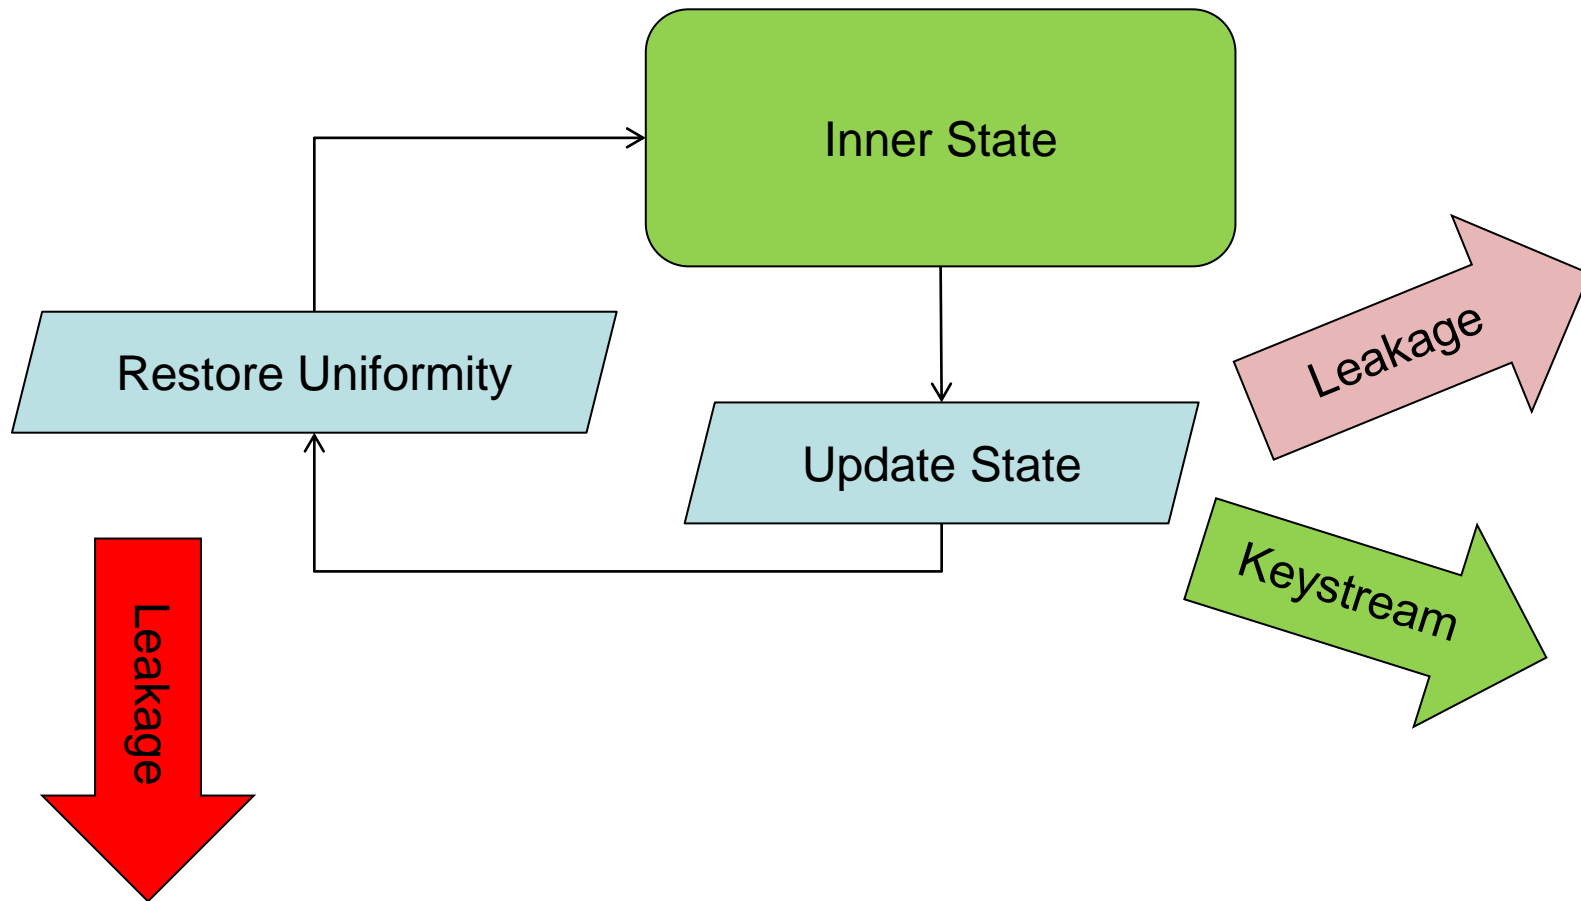 Inner State
Restore Uniformity
Leakage
Update State
Keystream
Leakage